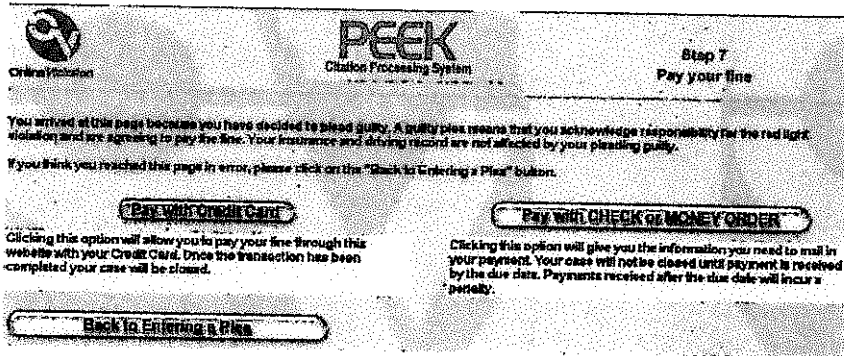 PEEK
Citation Processing System
Online Violation
Step 7
Pay your fine
You arrived at this page because you have decided to plead guilty. A guilty plea means that you acknowledge responsibility for the red light
violation and are agreeing to pay the fine. Your insurance and driving record are not affected by your pleading guilty.
If you think you reached this page in error, please click on the "Back to Entering a Plea" button.
Pay with Credit Card
Clicking this option will allow you to pay your fine through this
website with your Credit Card. Once the transaction has been
completed your case will be closed.
Pay with CHECK or MONEY ORDER
Clicking this option will give you the information you need to mail in
your payment. Your case will not be closed until payment is received
by the due date. Payments received after the due date will incur a
penalty.
Back to Entering a Plea